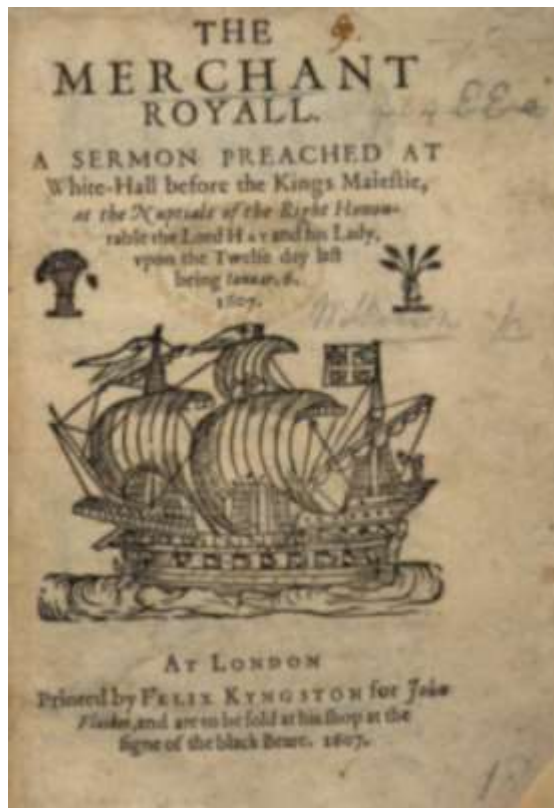 THE
MERCHANT
ROYALL.
A SERMON PREACHED AT
White-Hall before the Kings Maiestie,
at the Nuptials of the Right Honou-
rable the Lord HAY and his Lady,
vpon the Twelfe day last
being Ianuar. 6.
1607.
AT LONDON
Printed by FELIX KYNGSTON for Iohn
Flasket, and are to be sold at his shop at the
signe of the black Beare. 1607.